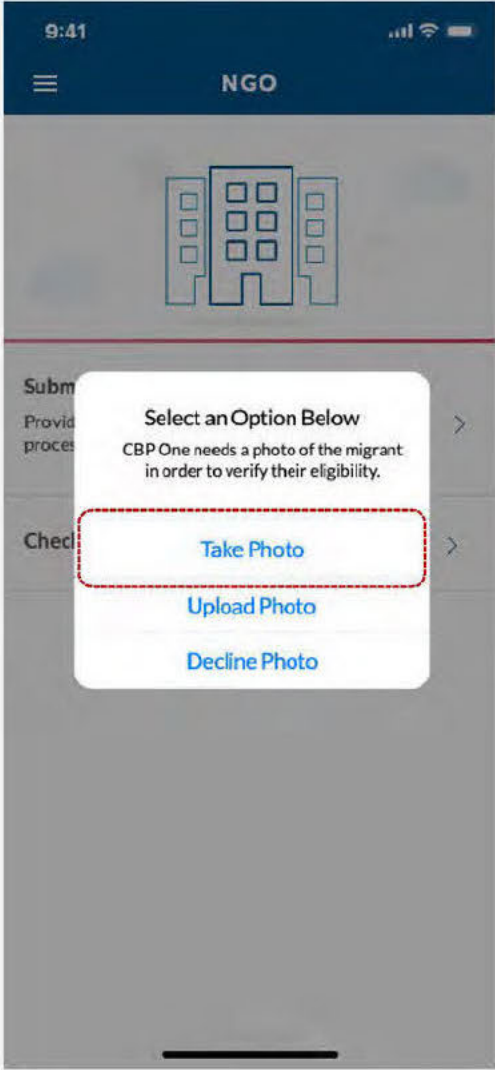 9:41
NGO
Subm
Provid
proces
Select an Option Below
CBP One needs a photo of the migrant
in order to verify their eligibility.
Take Photo
Chec
Upload Photo
Decline Photo